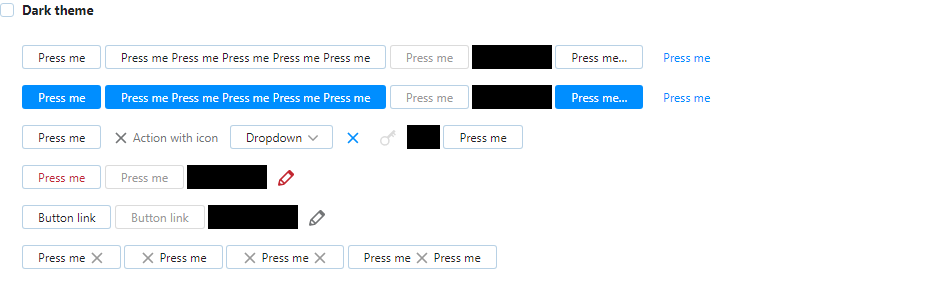 Dark theme
Press me Press me Press me Press me Press me Press me Press me Press me... Press me
Press me Press me Press me Press me Press me Press me Press me Press me... Press me
Press me Action with icon Dropdown Press me
Press me Press me
Button link Button link
Press me Press me Press me Press me Press me